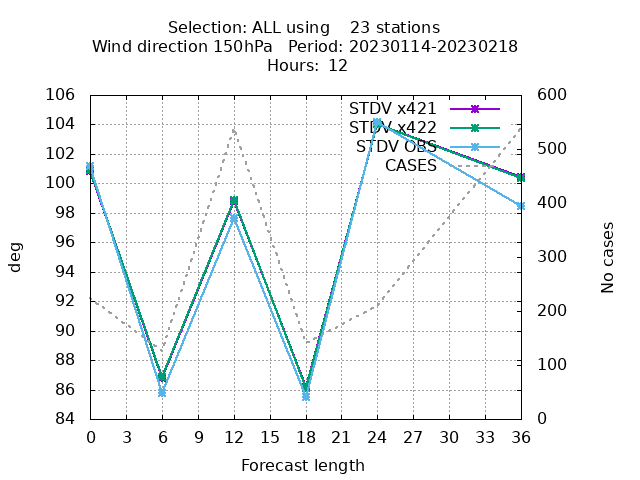 Selection: ALL using    23 stations
Wind direction 150hPa   Period: 20230114-20230218
Hours: 12
106
104
102
100
98
96
94
92
90
88
86
84
deg
600
500
400
300
200
100
0
No cases
STDV x421
STDV x422
STDV OBS
CASES
0 3 6 9 12 15 18 21 24 27 30 33 36
Forecast length